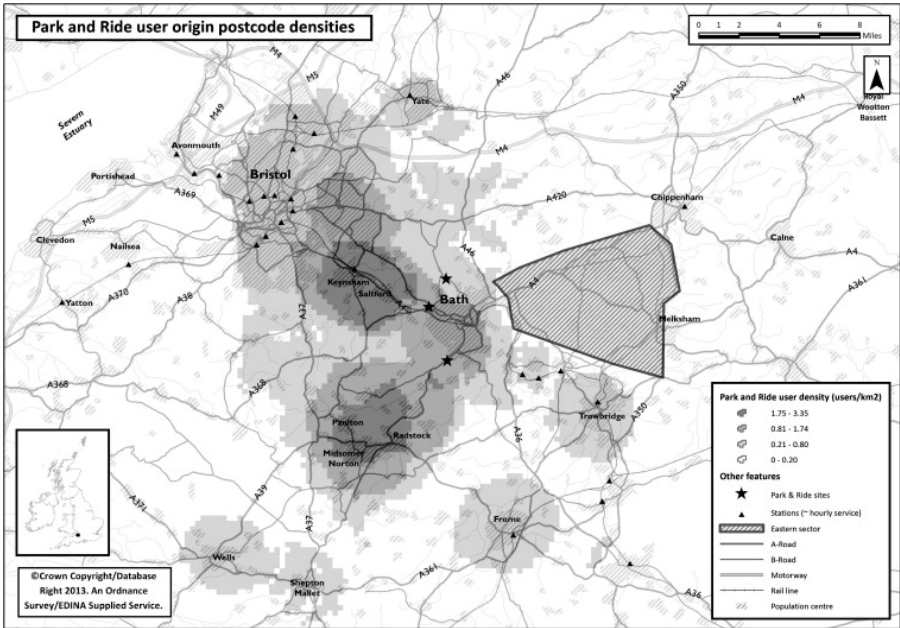 Park and Ride user origin postcode densities
0 1 2 4 6 8
Miles
N
Royal
Wootton
Bassett
M4
M5
A46
A350
M4
Yate
M49
Severn
Estuary
Avonmouth
M4
Portishead
Bristol
A369
A420
Chippenham
M5
Clevedon
Nailsea
A46
Calne
A4
A4
Keynsham
Saltford
A4
Bath
A361
Yatton
A370
A38
A37
Melksham
A368
A368
Trowbridge
A350
Paulton
Radstock
Midsomer
Norton
A36
A371
A39
A37
Frome
Wells
Shepton
Mallet
A361
A36
Park and Ride user density (users/km2)
1.75 - 3.35
0.81 - 1.74
0.21 - 0.80
0 - 0.20
Other features
Park & Ride sites
Stations (~ hourly service)
Eastern sector
A-Road
B-Road
Motorway
Rail line
Population centre
©Crown Copyright/Database
Right 2013. An Ordnance
Survey/EDINA Supplied Service.